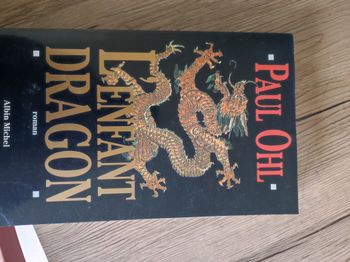 PAUL OHL
L'ENFANT
DRAGON
roman
Albin Michel